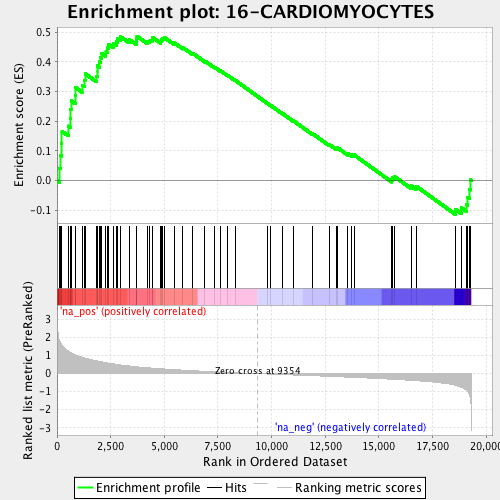 Enrichment plot: 16-CARDIOMYOCYTES
Enrichment score (ES)
0.5
0.4
0.3
0.2
0.1
0.0
-0.1
'na_pos' (positively correlated)
Ranked list metric (PreRanked)
3
2
1
0
-1
-2
-3
Zero cross at 9354
'na_neg' (negatively correlated)
0 2,500 5,000 7,500 10,000 12,500 15,000 17,500 20,000
Rank in Ordered Dataset
Enrichment profile Hits Ranking metric scores